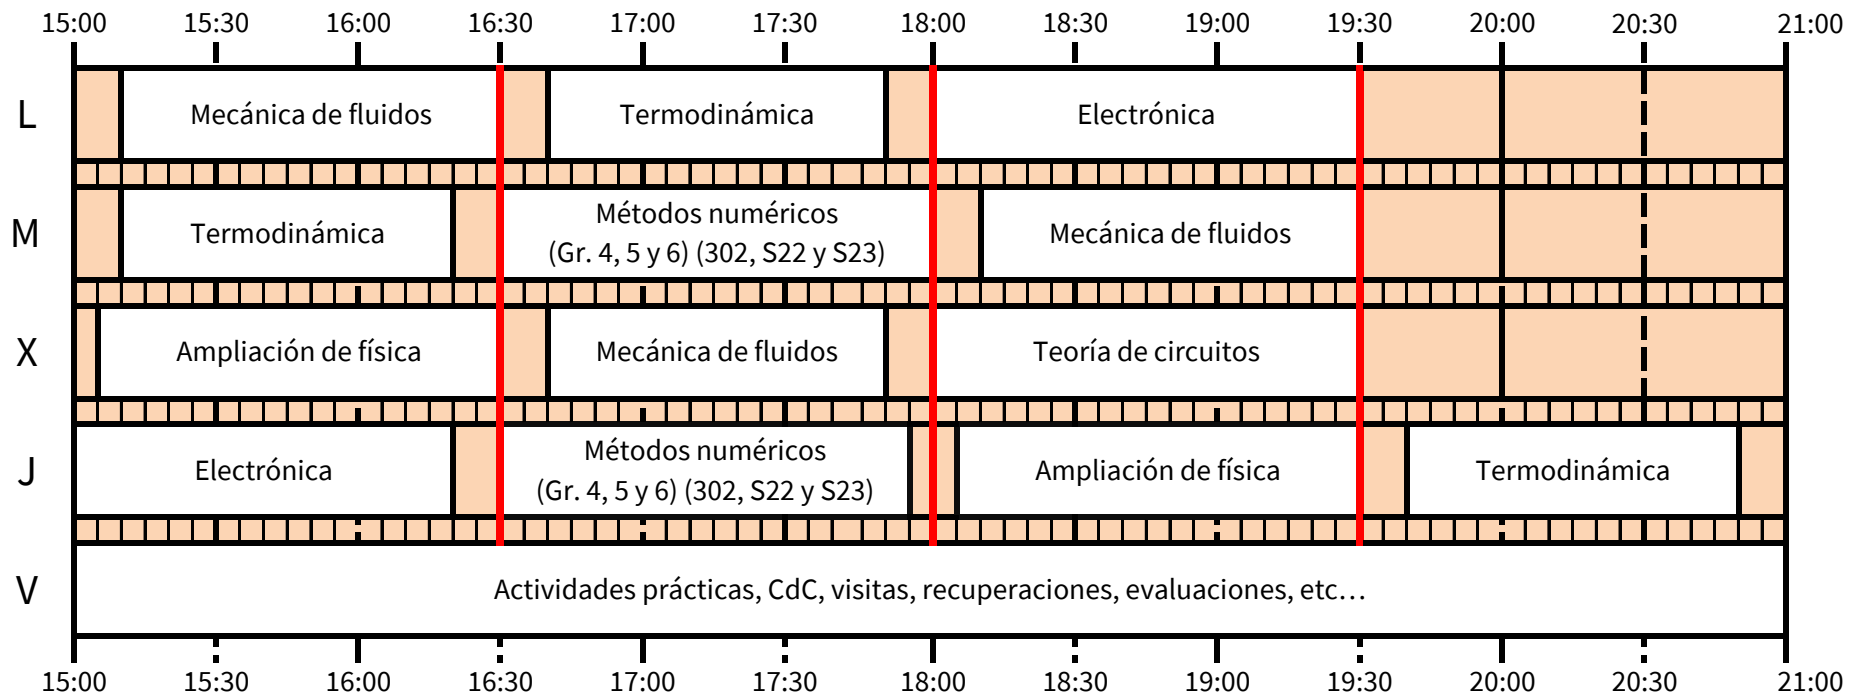 15:00 15:30 16:00 16:30 17:00 17:30 18:00 18:30 19:00 19:30 20:00 20:30 21:00
L Mecánica de fluidos Termodinámica Electrónica
M Termodinámica Métodos numéricos Mecánica de fluidos
(Gr. 4, 5 y 6) (302, S22 y S23)
X Ampliación de física Mecánica de fluidos Teoría de circuitos
J Electrónica Métodos numéricos Ampliación de física Termodinámica
(Gr. 4, 5 y 6) (302, S22 y S23)
V Actividades prácticas, CdC, visitas, recuperaciones, evaluaciones, etc…
15:00 15:30 16:00 16:30 17:00 17:30 18:00 18:30 19:00 19:30 20:00 20:30 21:00